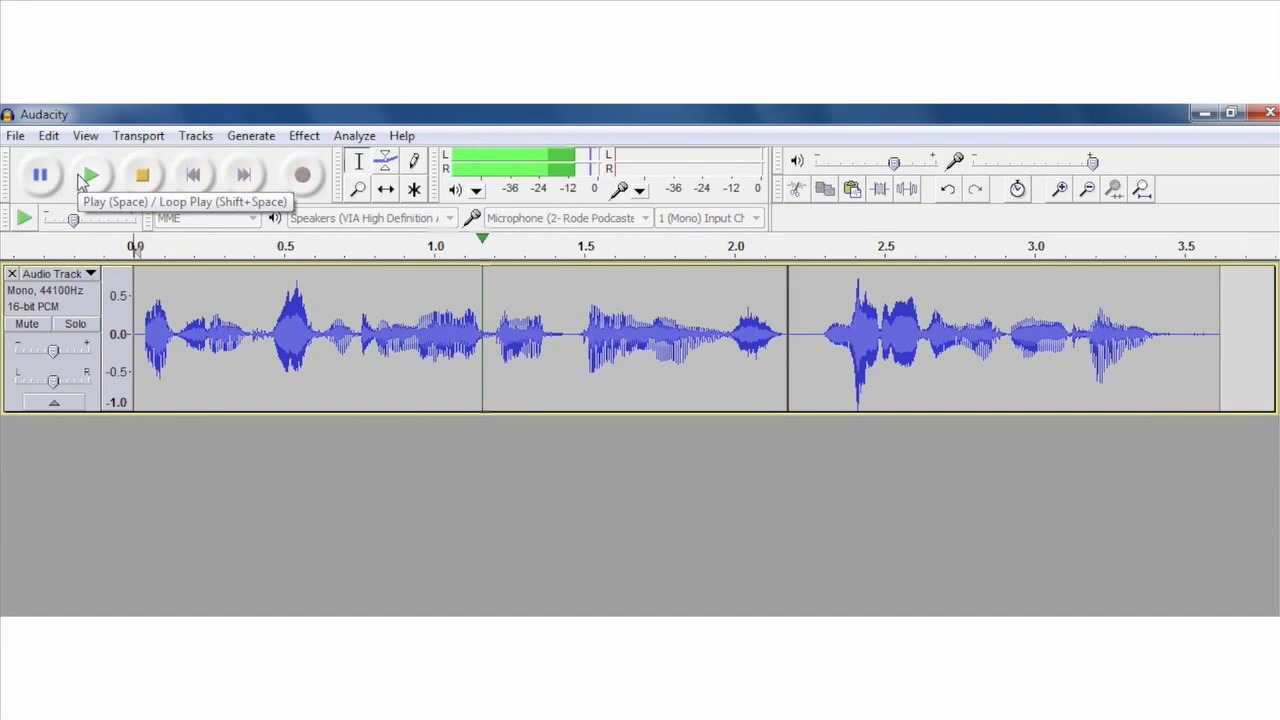 Audacity
File Edit View Transport Tracks Generate Effect Analyze Help
L
R
-36 -24 -12 0
L
R
-36 -24 -12 0
Play (Space) / Loop Play (Shift+Space)
MME
Speakers (VIA High Definition A
Microphone (2- Rode Podcaste
1 (Mono) Input Ch
0.0 0.5 1.0 1.5 2.0 2.5 3.0 3.5
Audio Track
Mono, 44100Hz
16-bit PCM
Mute Solo
- +
L R
0.5
0.0
-0.5
-1.0